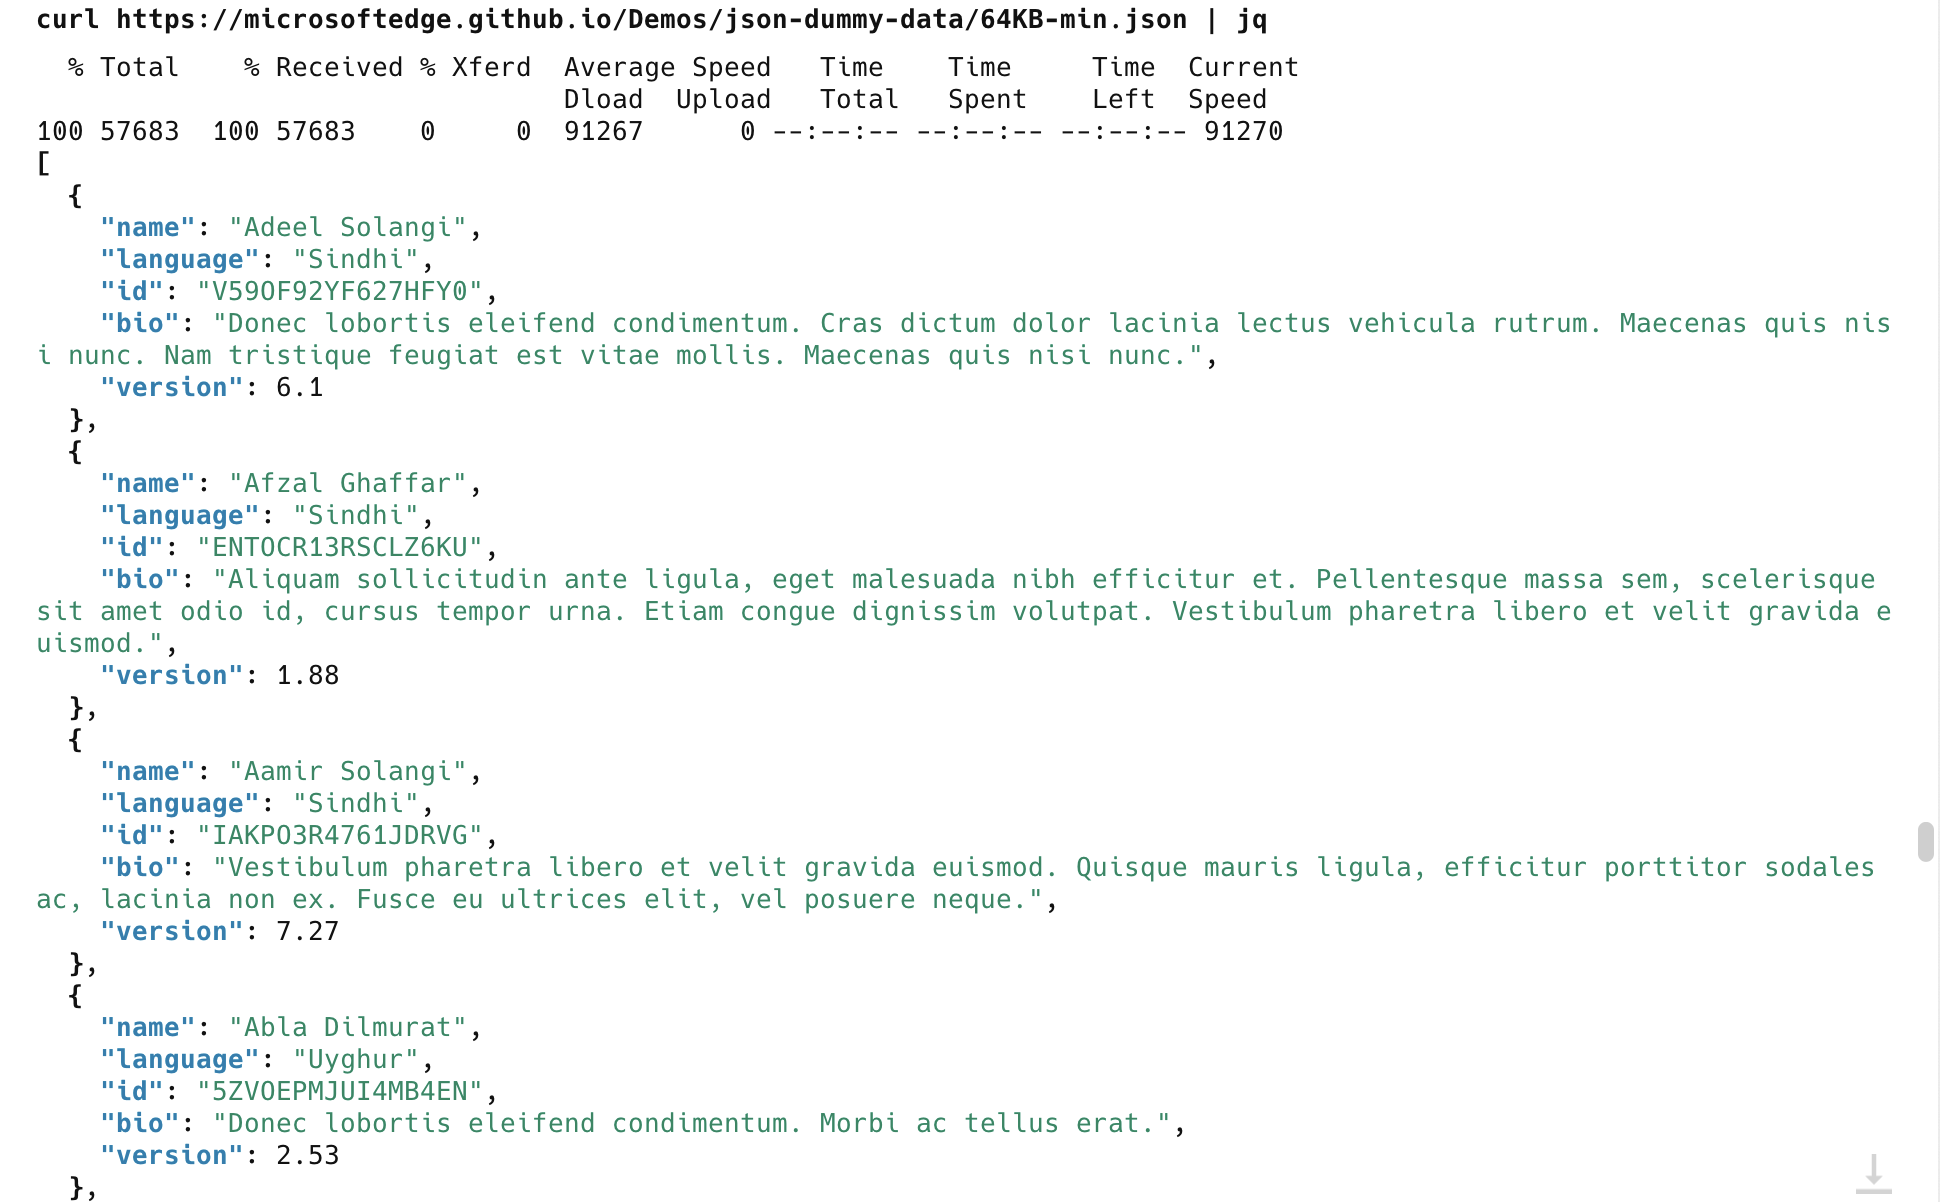 curl https://microsoftedge.github.io/Demos/json-dummy-data/64KB-min.json | jq
  % Total    % Received % Xferd  Average Speed   Time    Time     Time  Current
                                 Dload  Upload   Total   Spent    Left  Speed
100 57683  100 57683    0     0  91267      0 --:--:-- --:--:-- --:--:-- 91270
[
  {
    "name": "Adeel Solangi",
    "language": "Sindhi",
    "id": "V59OF92YF627HFY0",
    "bio": "Donec lobortis eleifend condimentum. Cras dictum dolor lacinia lectus vehicula rutrum. Maecenas quis nis
i nunc. Nam tristique feugiat est vitae mollis. Maecenas quis nisi nunc.",
    "version": 6.1
  },
  {
    "name": "Afzal Ghaffar",
    "language": "Sindhi",
    "id": "ENTOCR13RSCLZ6KU",
    "bio": "Aliquam sollicitudin ante ligula, eget malesuada nibh efficitur et. Pellentesque massa sem, scelerisque 
sit amet odio id, cursus tempor urna. Etiam congue dignissim volutpat. Vestibulum pharetra libero et velit gravida e
uismod.",
    "version": 1.88
  },
  {
    "name": "Aamir Solangi",
    "language": "Sindhi",
    "id": "IAKPO3R4761JDRVG",
    "bio": "Vestibulum pharetra libero et velit gravida euismod. Quisque mauris ligula, efficitur porttitor sodales 
ac, lacinia non ex. Fusce eu ultrices elit, vel posuere neque.",
    "version": 7.27
  },
  {
    "name": "Abla Dilmurat",
    "language": "Uyghur",
    "id": "5ZVOEPMJUI4MB4EN",
    "bio": "Donec lobortis eleifend condimentum. Morbi ac tellus erat.",
    "version": 2.53
  },